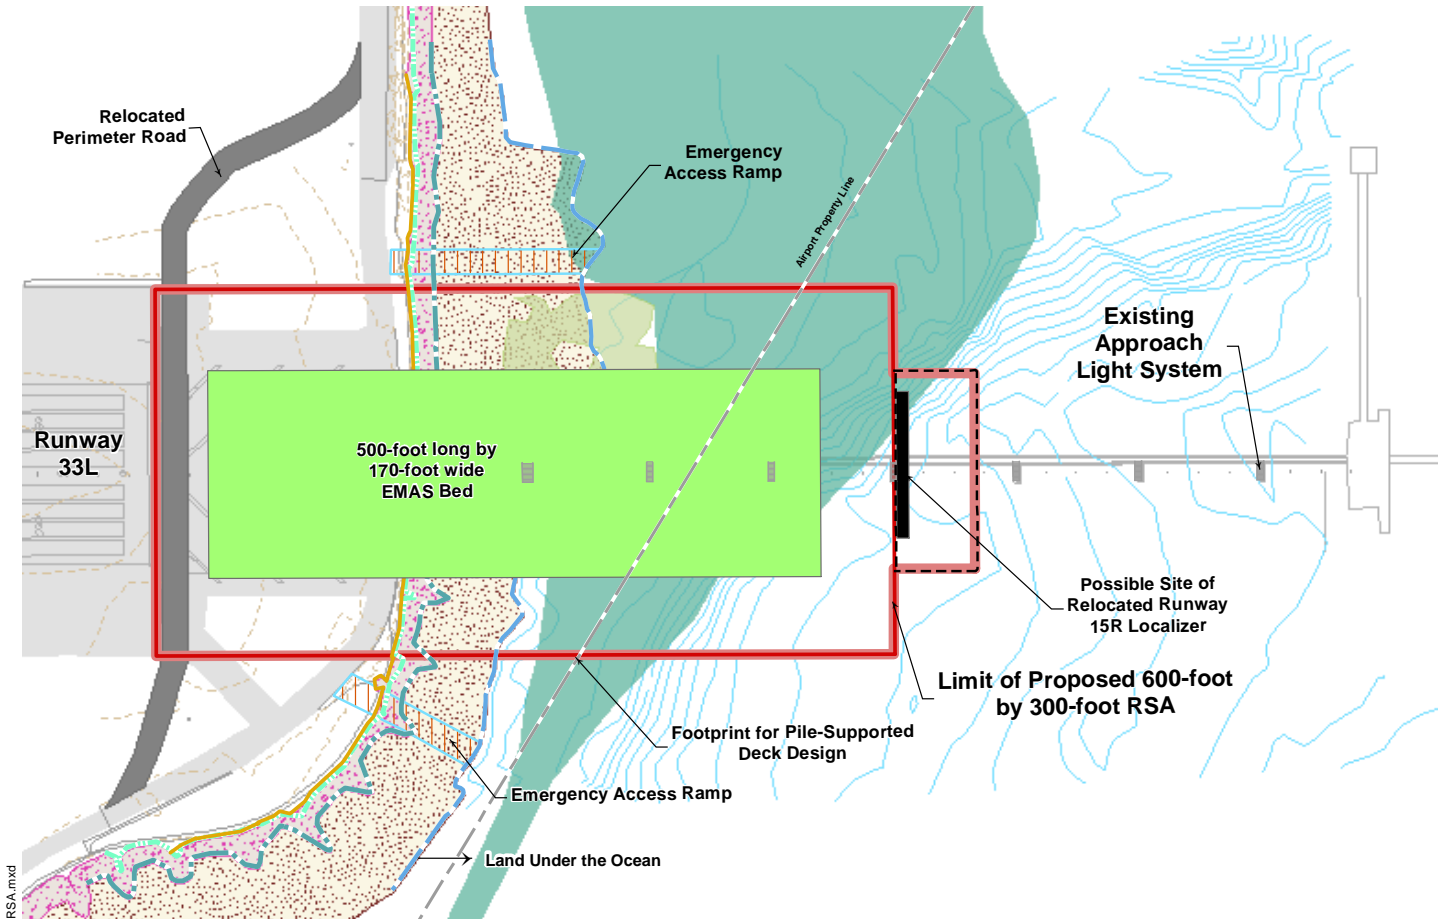 Relocated
Perimeter Road
Emergency
Access Ramp
Airport Property Line
Existing
Approach
Light System
Runway
33L
500-foot long by
170-foot wide
EMAS Bed
Possible Site of
Relocated Runway
15R Localizer
Limit of Proposed 600-foot
by 300-foot RSA
Footprint for Pile-Supported
Deck Design
Emergency Access Ramp
Land Under the Ocean
RSA.mxd